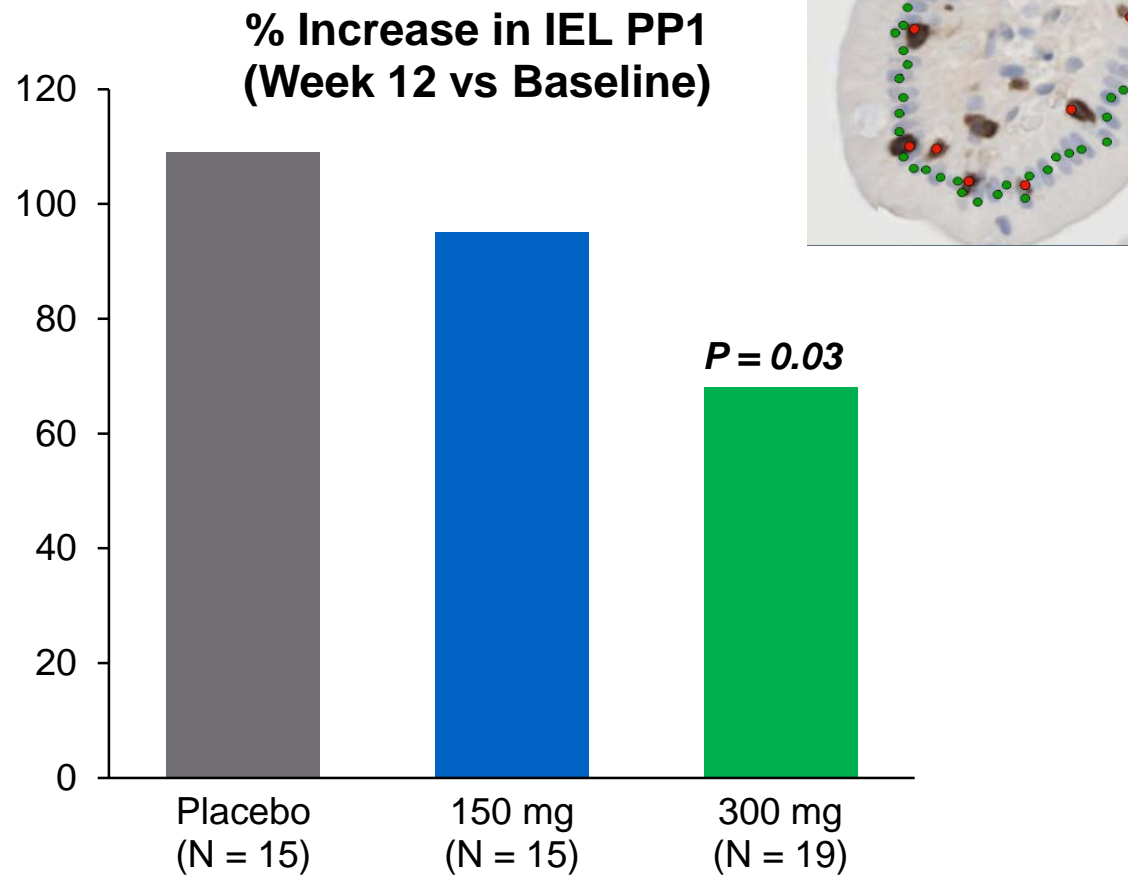 % Increase in IEL PP1
(Week 12 vs Baseline)
120
100
80
60
40
20
0
P = 0.03
Placebo
(N = 15)
150 mg
(N = 15)
300 mg
(N = 19)